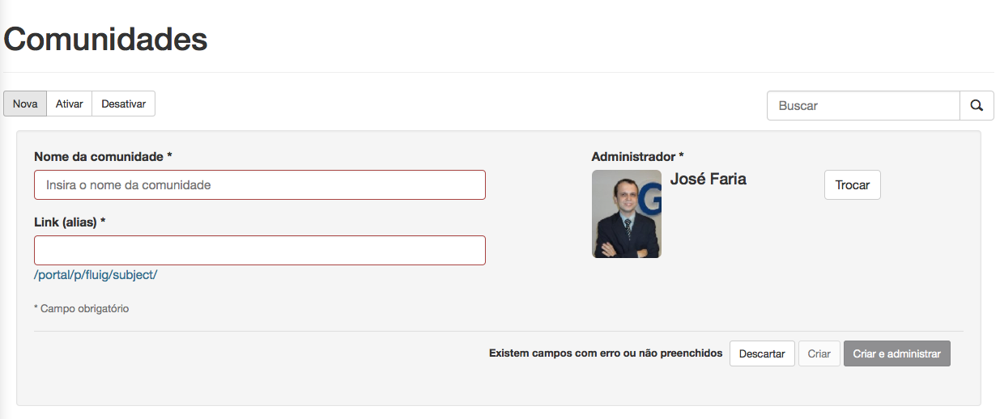 Comunidades
Nova Ativar Desativar
Buscar
Nome da comunidade *
Insira o nome da comunidade
Link (alias) *
/portal/p/fluig/subject/
* Campo obrigatório
Administrador *
G
José Faria
Trocar
Existem campos com erro ou não preenchidos Descartar Criar Criar e administrar